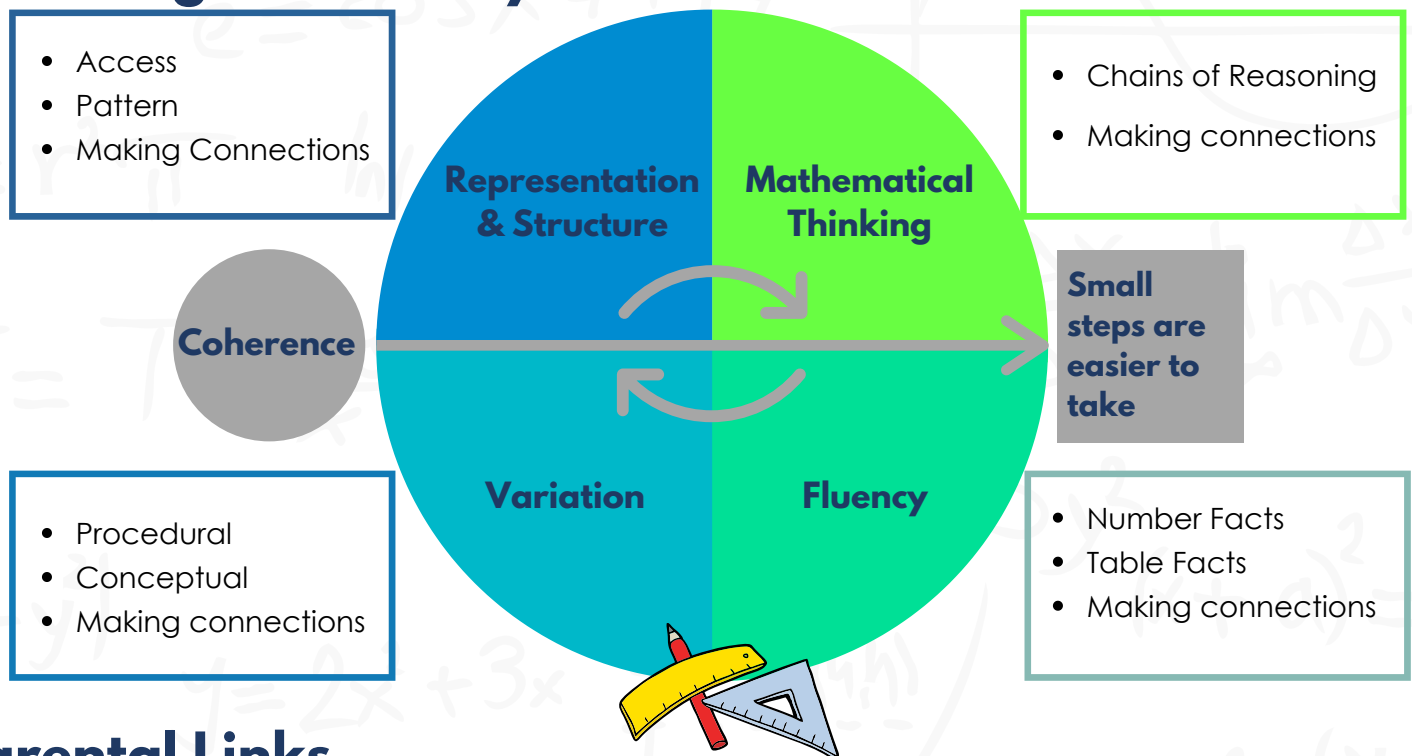 Access
Pattern
Making Connections
Chains of Reasoning
Making connections
Representation
& Structure
Mathematical
Thinking
Coherence
Small
steps are
easier to
take
Variation
Fluency
Procedural
Conceptual
Making connections
Number Facts
Table Facts
Making connections
Links